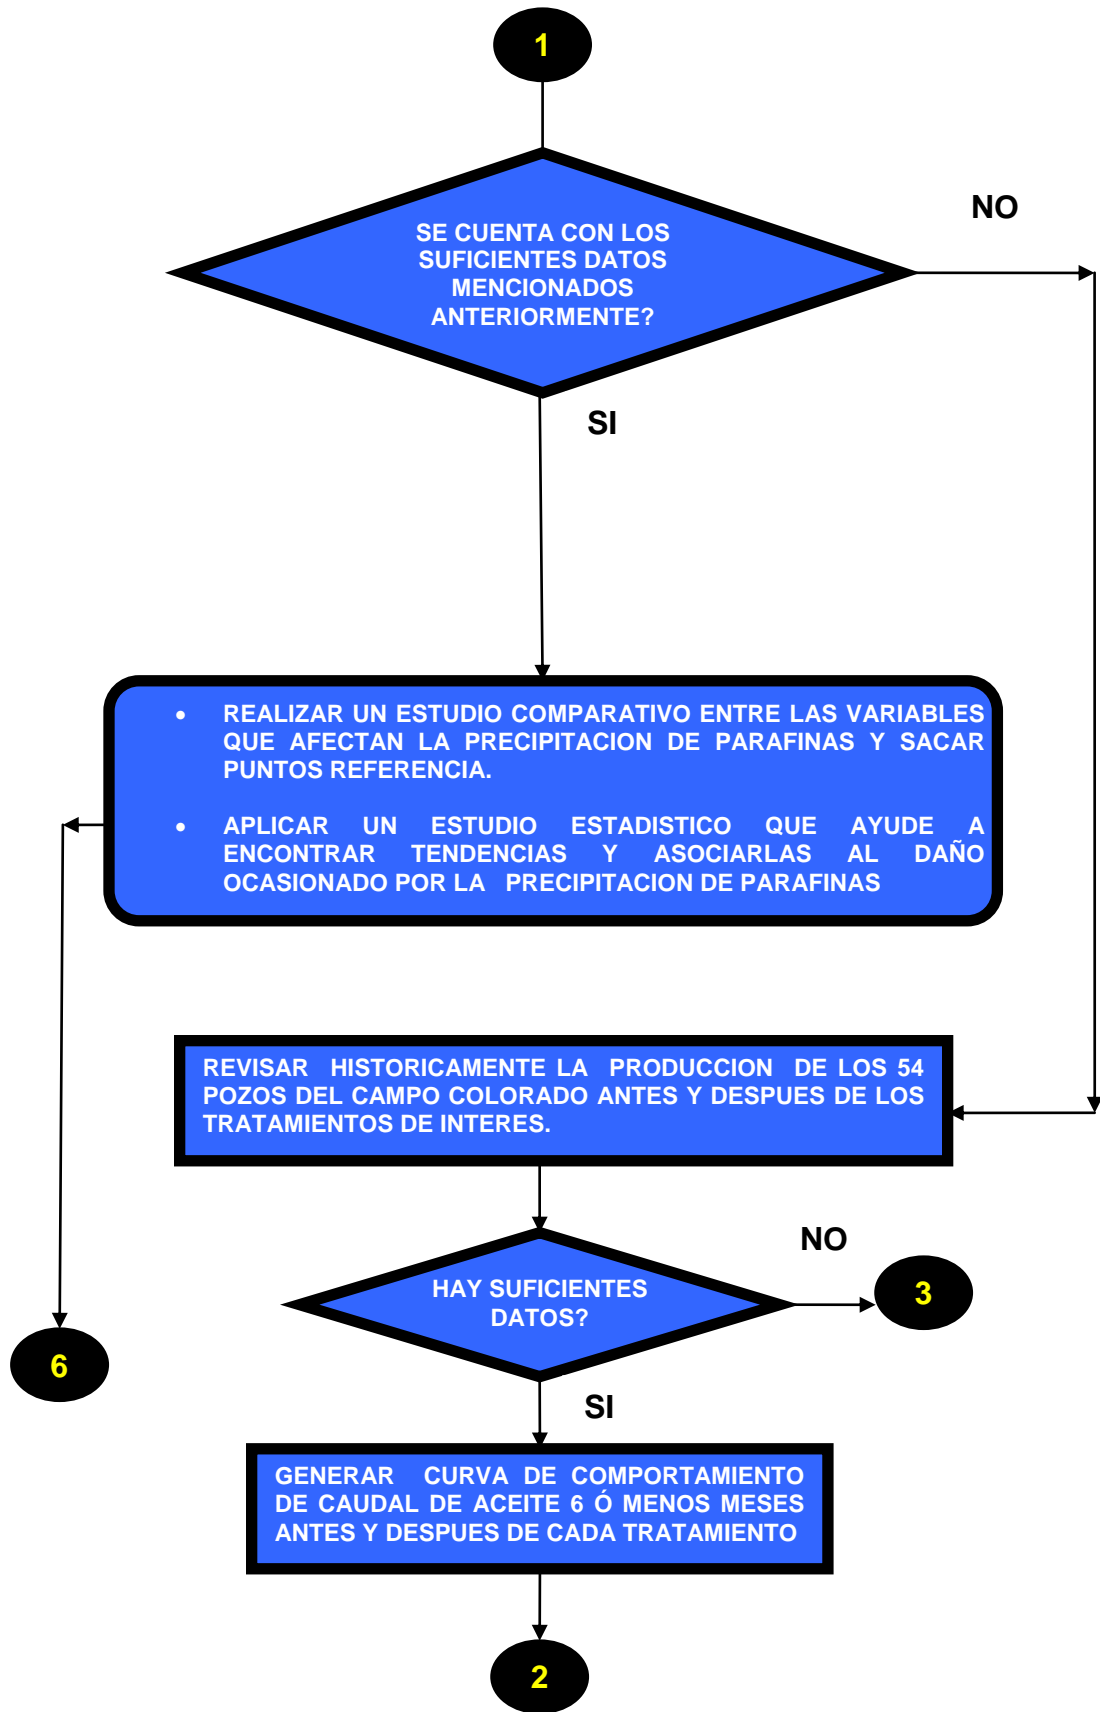 1
SE CUENTA CON LOS
SUFICIENTES DATOS
MENCIONADOS
ANTERIORMENTE?
NO
SI
• REALIZAR UN ESTUDIO COMPARATIVO ENTRE LAS VARIABLES
QUE AFECTAN LA PRECIPITACION DE PARAFINAS Y SACAR
PUNTOS REFERENCIA.
• APLICAR UN ESTUDIO ESTADISTICO QUE AYUDE A
ENCONTRAR TENDENCIAS Y ASOCIARLAS AL DAÑO
OCASIONADO POR LA PRECIPITACION DE PARAFINAS
REVISAR HISTORICAMENTE LA PRODUCCION DE LOS 54
POZOS DEL CAMPO COLORADO ANTES Y DESPUES DE LOS
TRATAMIENTOS DE INTERES.
NO
HAY SUFICIENTES
DATOS?
3
6
SI
GENERAR CURVA DE COMPORTAMIENTO
DE CAUDAL DE ACEITE 6 Ó MENOS MESES
ANTES Y DESPUES DE CADA TRATAMIENTO
2